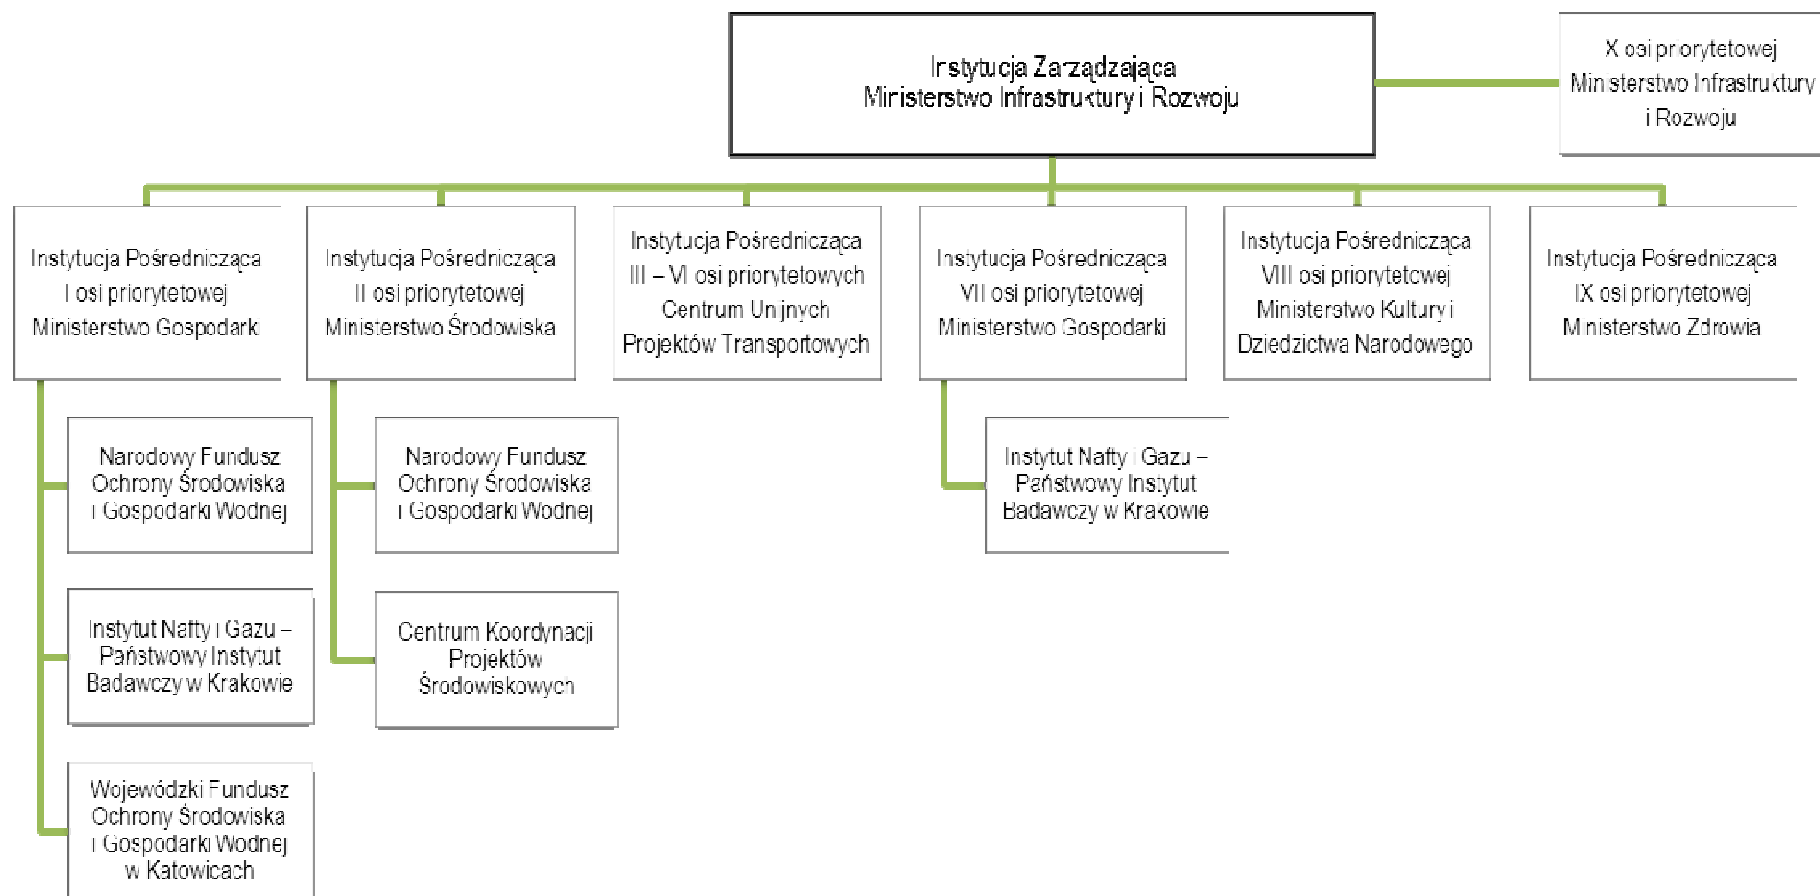 Instytucja Zarządzająca
Ministerstwo Infrastruktury i Rozwoju
X osi priorytetowej
Ministerstwo Infrastruktury
i Rozwoju
Instytucja Pośrednicząca
I osi priorytetowej
Ministerstwo Gospodarki
Instytucja Pośrednicząca
II osi priorytetowej
Ministerstwo Środowiska
Instytucja Pośrednicząca
III – VI osi priorytetowych
Centrum Unijnych
Projektów Transportowych
Instytucja Pośrednicząca
VII osi priorytetowej
Ministerstwo Gospodarki
Instytucja Pośrednicząca
VIII osi priorytetowej
Ministerstwo Kultury i
Dziedzictwa Narodowego
Instytucja Pośrednicząca
IX osi priorytetowej
Ministerstwo Zdrowia
Narodowy Fundusz
Ochrony Środowiska
i Gospodarki Wodnej
Instytut Nafty i Gazu –
Państwowy Instytut
Badawczy w Krakowie
Wojewódzki Fundusz
Ochrony Środowiska
i Gospodarki Wodnej
w Katowicach
Narodowy Fundusz
Ochrony Środowiska
i Gospodarki Wodnej
Centrum Koordynacji
Projektów
Środowiskowych
Instytut Nafty i Gazu –
Państwowy Instytut
Badawczy w Krakowie